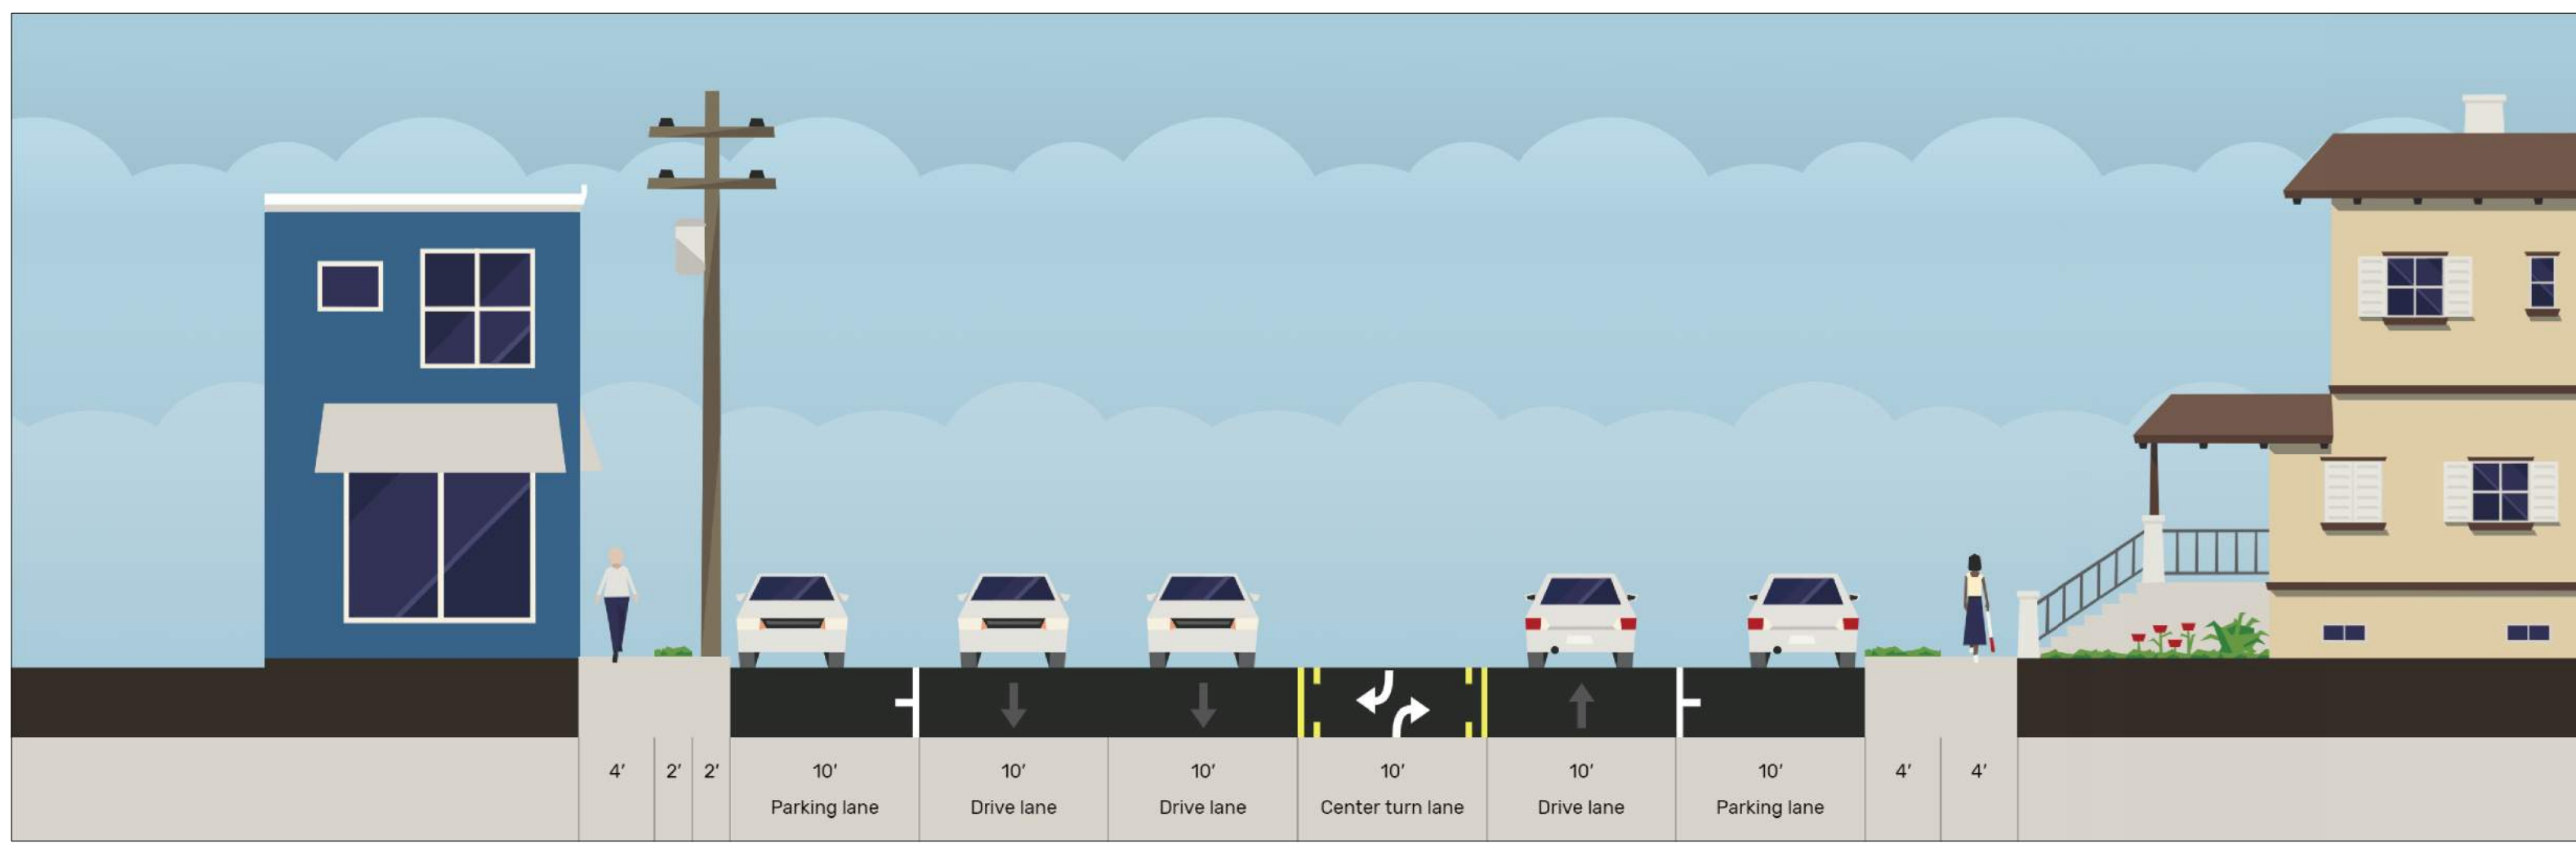 4’ 2’ 2’ 10’ 10’ 10’ 10’ 10’ 10’ 4’ 4’
Parking lane Drive lane Drive lane Center turn lane Drive lane Parking lane